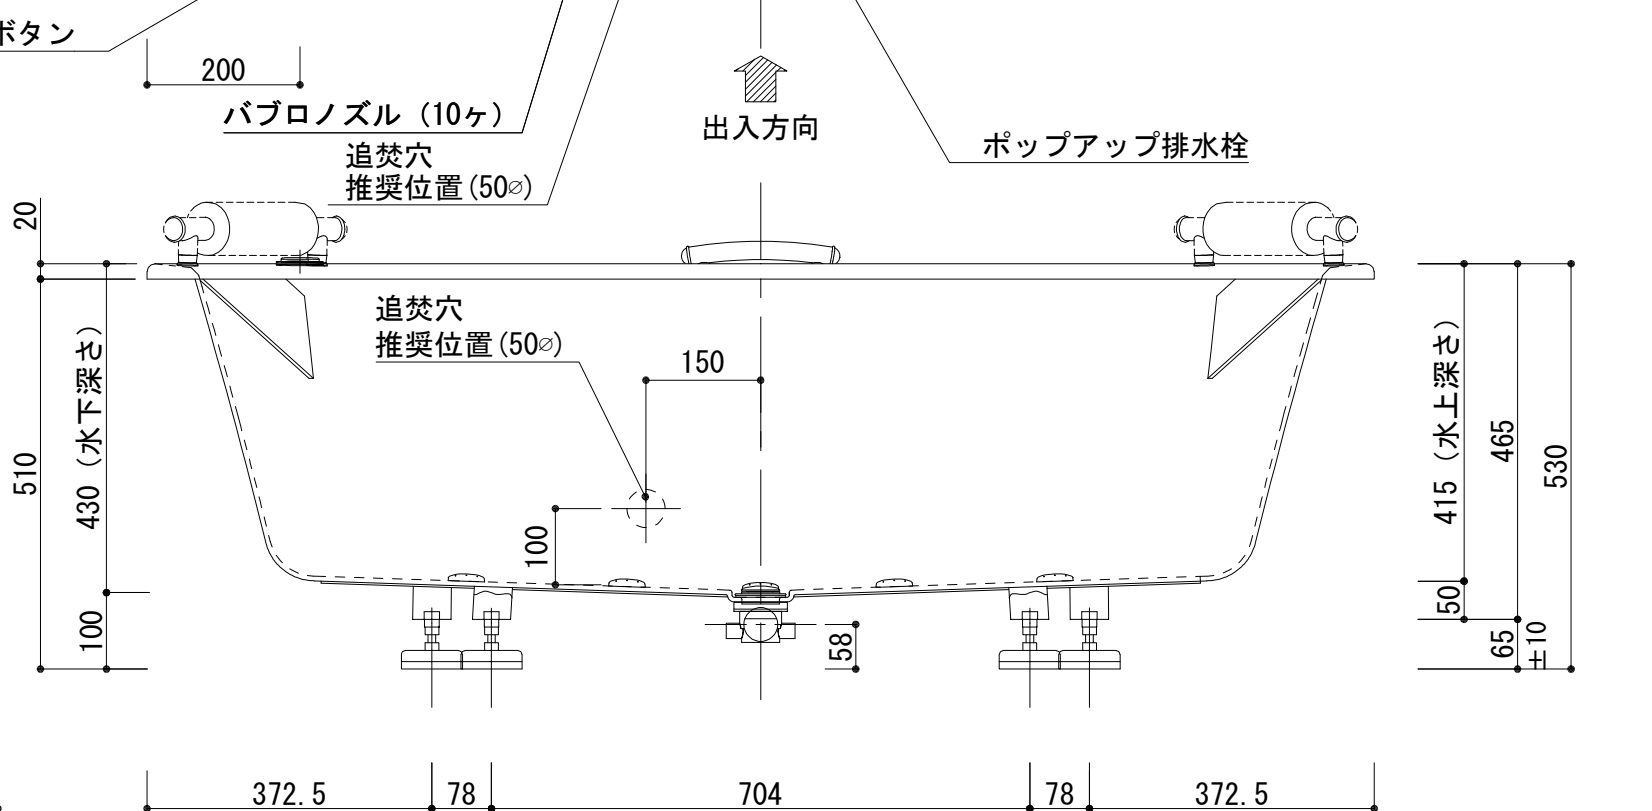 ボタン
200
バブロノズル (10ヶ)
追焚穴
推奨位置(50⌀)
出入方向
ポップアップ排水栓
20
510
430 (水下深さ)
100
追焚穴
推奨位置(50⌀)
150
100
58
415 (水上深さ)
50
465
65
±10
530
372.5
78
704
78
372.5